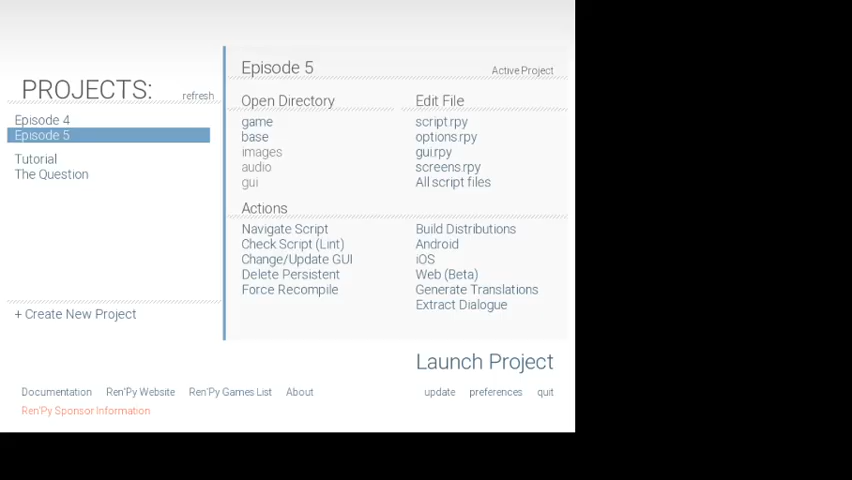 PROJECTS:
refresh
Episode 4
Episode 5
Tutorial
The Question
+ Create New Project
Episode 5
Active Project
Open Directory
game
base
images
audio
gui
Edit File
script.rpy
options.rpy
gui.rpy
screens.rpy
All script files
Actions
Navigate Script
Check Script (Lint)
Change/Update GUI
Delete Persistent
Force Recompile
Build Distributions
Android
iOS
Web (Beta)
Generate Translations
Extract Dialogue
Launch Project
Documentation Ren'Py Website Ren'Py Games List About
update preferences quit
Ren'Py Sponsor Information